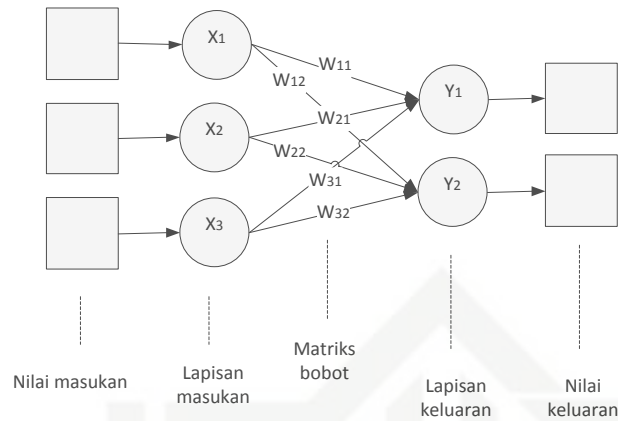 X1
W11
W12
Y1
X2
W21
W22
Y2
W31
X3
W32
Nilai masukan
Lapisan
masukan
Matriks
bobot
Lapisan
keluaran
Nilai
keluaran